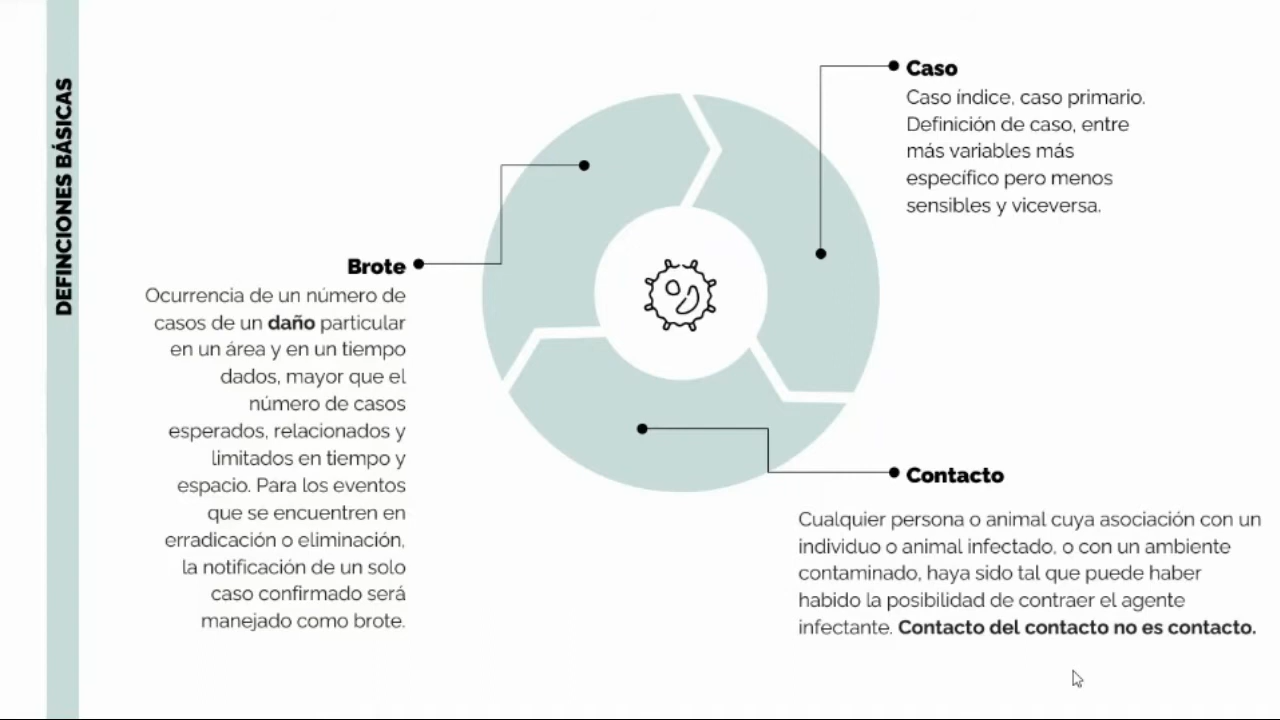 DEFINCIONES BÁSICAS
Caso
Caso índice, caso primario.
Definición de caso, entre
más variables más
específico pero menos
sensibles y viceversa.
Brote
Ocurrencia de un número de
casos de un daño particular
en un área y en un tiempo
dados, mayor que el
número de casos
esperados, relacionados y
limitados en tiempo y
espacio. Para los eventos
que se encuentren en
erradicación o eliminación,
la notificación de un solo
caso confirmado será
manejado como brote.
Contacto
Cualquier persona o animal cuya asociación con un
individuo o animal infectado, o con un ambiente
contaminado, haya sido tal que puede haber
habido la posibilidad de contraer el agente
infectante. Contacto del contacto no es contacto.